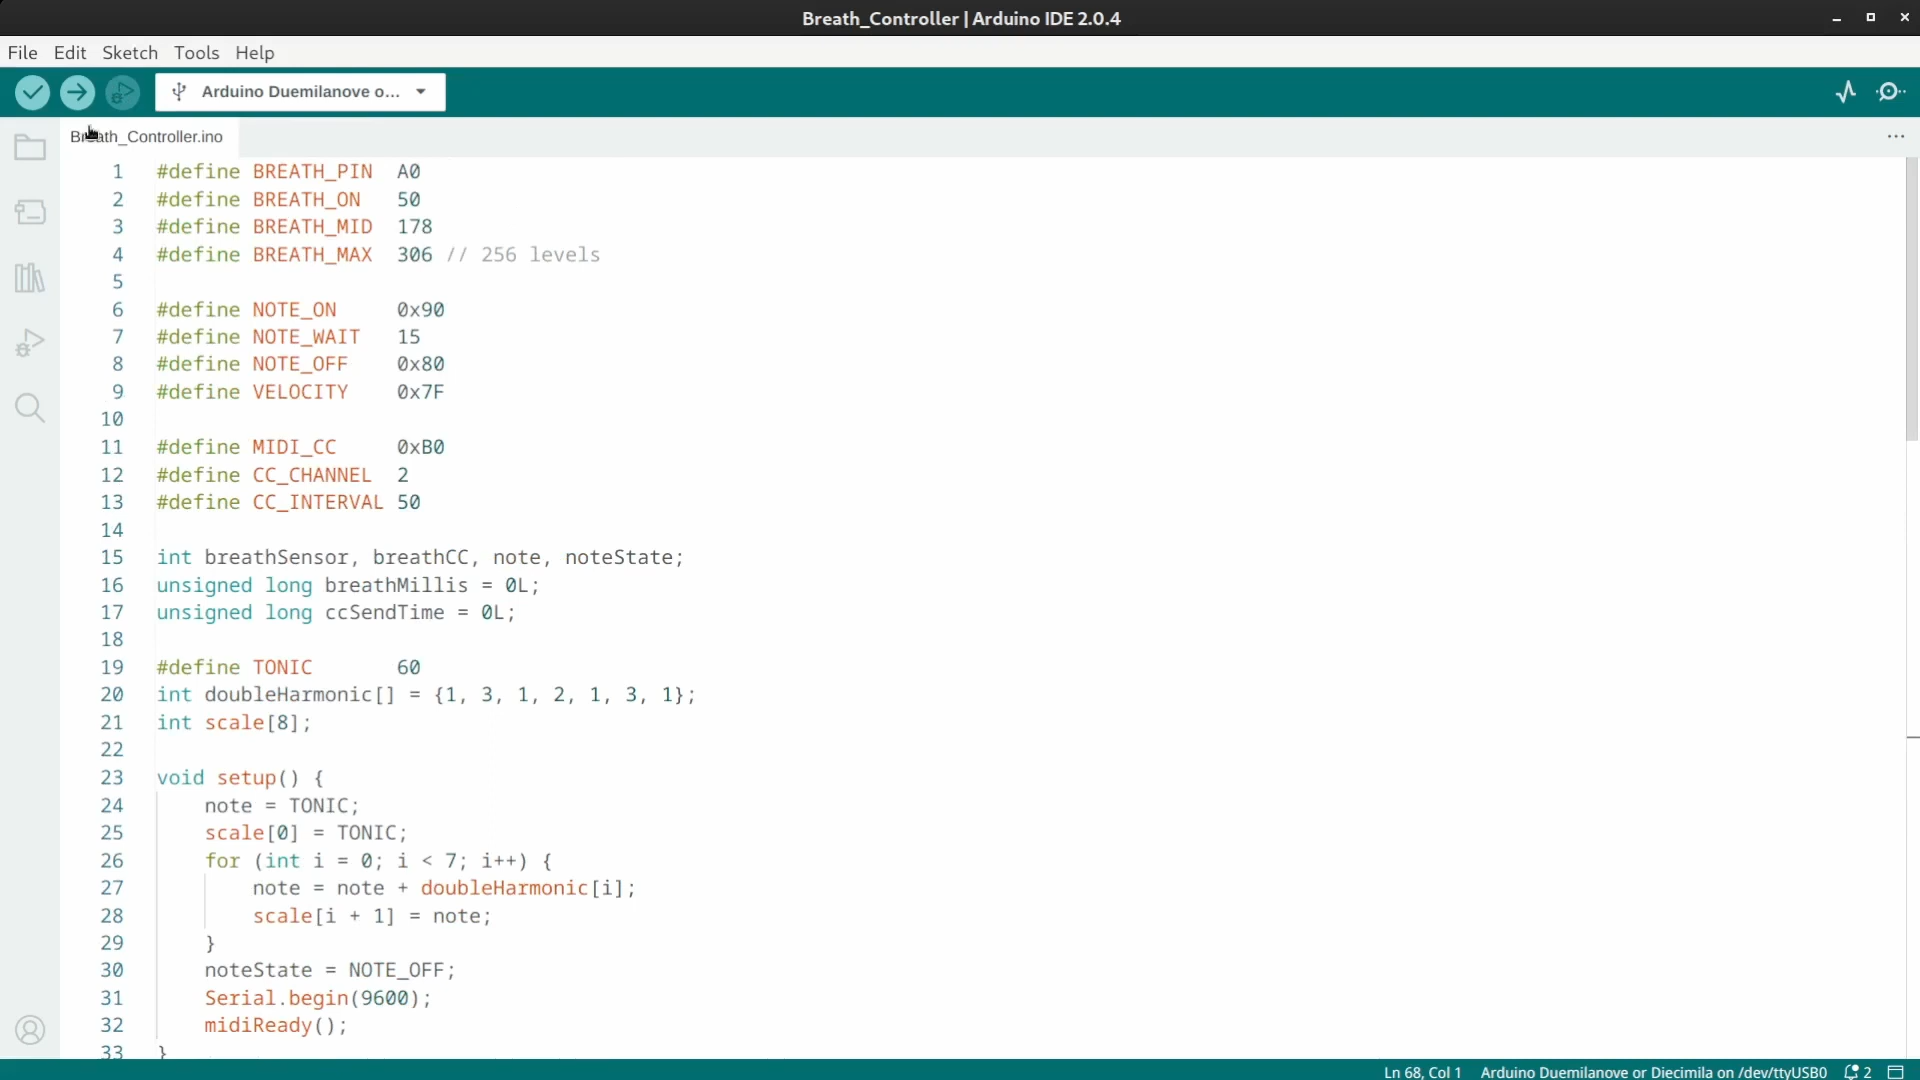 Breath_Controller | Arduino IDE 2.0.4
File Edit Sketch Tools Help
Arduino Duemilanove o...
Breath_Controller.ino
1 #define BREATH_PIN A0
2 #define BREATH_ON 50
3 #define BREATH_MID 178
4 #define BREATH_MAX 306 // 256 levels
5
6 #define NOTE_ON 0x90
7 #define NOTE_WAIT 15
8 #define NOTE_OFF 0x80
9 #define VELOCITY 0x7F
10
11 #define MIDI_CC 0xB0
12 #define CC_CHANNEL 2
13 #define CC_INTERVAL 50
14
15 int breathSensor, breathCC, note, noteState;
16 unsigned long breathMillis = 0L;
17 unsigned long ccSendTime = 0L;
18
19 #define TONIC 60
20 int doubleHarmonic[] = {1, 3, 1, 2, 1, 3, 1};
21 int scale[8];
22
23 void setup() {
24 note = TONIC;
25 scale[0] = TONIC;
26 for (int i = 0; i < 7; i++) {
27 note = note + doubleHarmonic[i];
28 scale[i + 1] = note;
29 }
30 noteState = NOTE_OFF;
31 Serial.begin(9600);
32 midiReady();
33 }
Ln 68, Col 1 Arduino Duemilanove or Diecimila on /dev/ttyUSB0 2